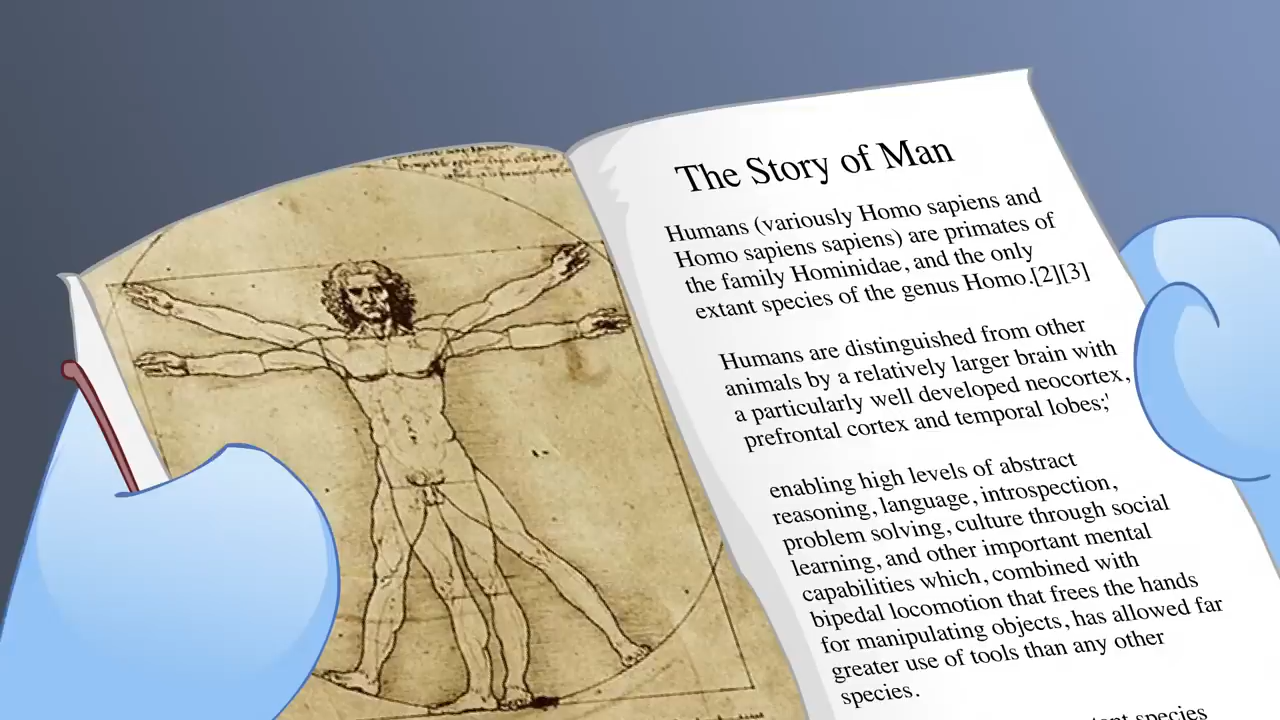 The Story of Man
Humans (variously Homo sapiens and
Homo sapiens sapiens) are primates of
the family Hominidae, and the only
extant species of the genus Homo.[2][3]
Humans are distinguished from other
animals by a relatively larger brain with
a particularly well developed neocortex,
prefrontal cortex and temporal lobes;'
enabling high levels of abstract
reasoning, language, introspection,
problem solving, culture through social
learning, and other important mental
capabilities which, combined with
bipedal locomotion that frees the hands
for manipulating objects, has allowed far
greater use of tools than any other
species.
species